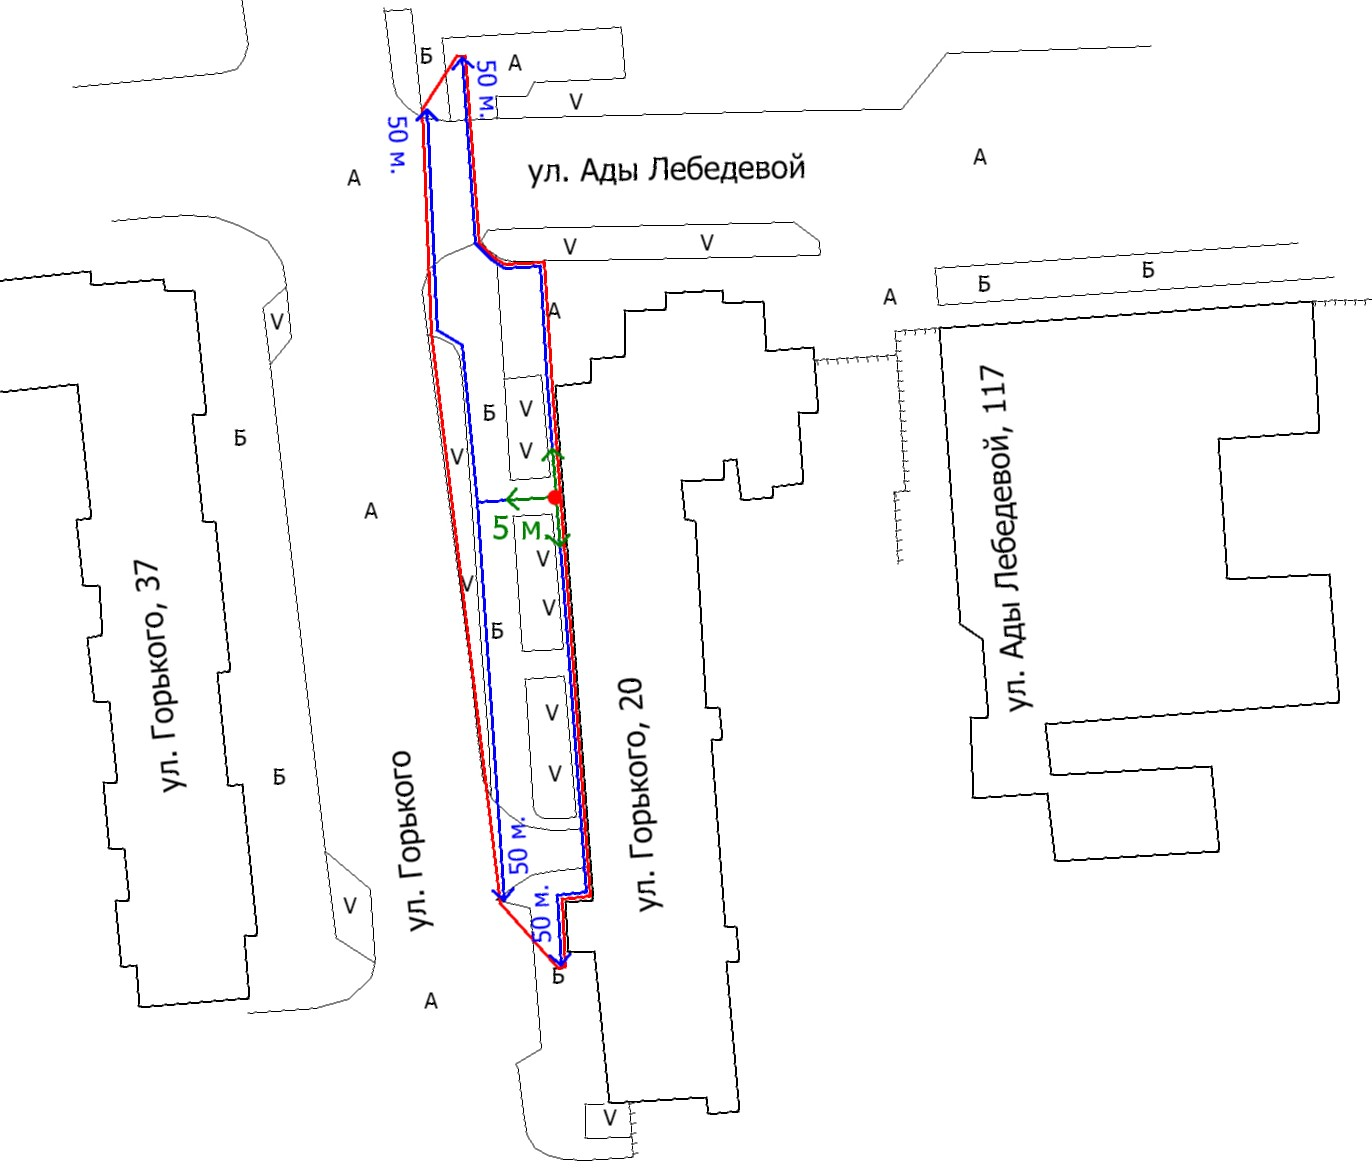 Б
А
50 м.
V
50 м.
ул. Ады Лебедевой
А
А
V
V
Б
Б
А
А
V
V
Б
Б
V
V
V
5 м.
А
V
V
V
Б
ул. Горького, 37
ул. Ады Лебедевой, 117
ул. Горького, 20
V
V
Б
ул. Горького
50 м.
50 м.
V
Б
А
V